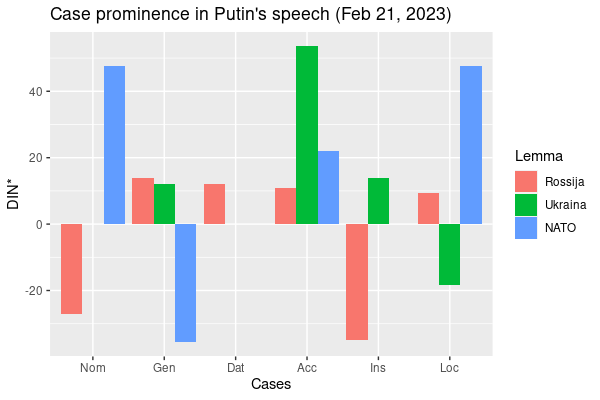 Case prominence in Putin's speech (Feb 21, 2023)
DIN*
40
20
0
-20
Nom Gen Dat Acc Ins Loc
Cases
Lemma
Rossija
Ukraina
NATO